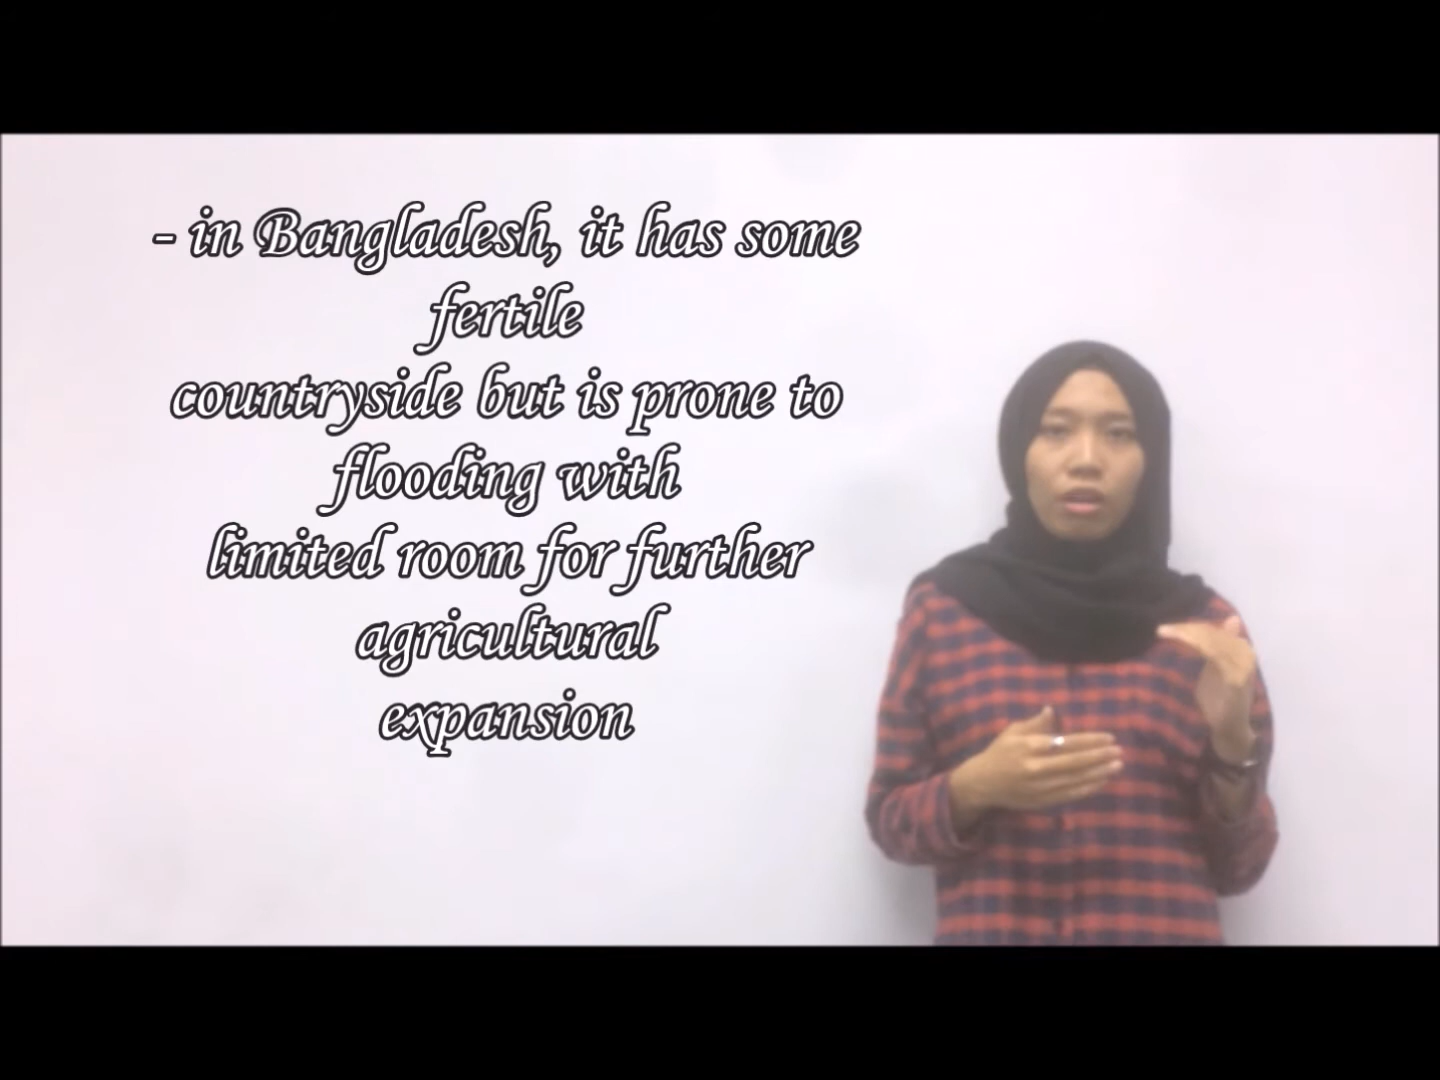 - in Bangladesh, it has some
fertile
countryside but is prone to
flooding with
limited room for further
agricultural
expansion